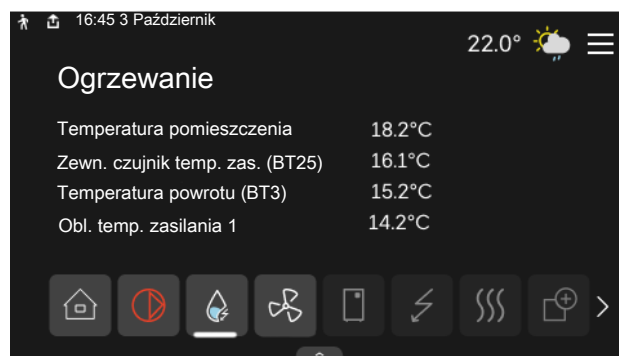 16:45 3 Październik
22.0°
Ogrzewanie
Temperatura pomieszczenia 18.2°C
Zewn. czujnik temp. zas. (BT25) 16.1°C
Temperatura powrotu (BT3) 15.2°C
Obl. temp. zasilania 1 14.2°C